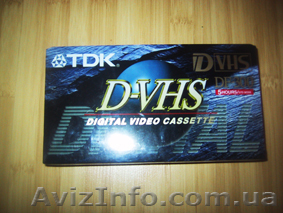 TDK
D-VHS
5 HOURS
D-VHS
DIGITAL VIDEO CASSETTE
DIGITAL
AvizInfo.com.ua